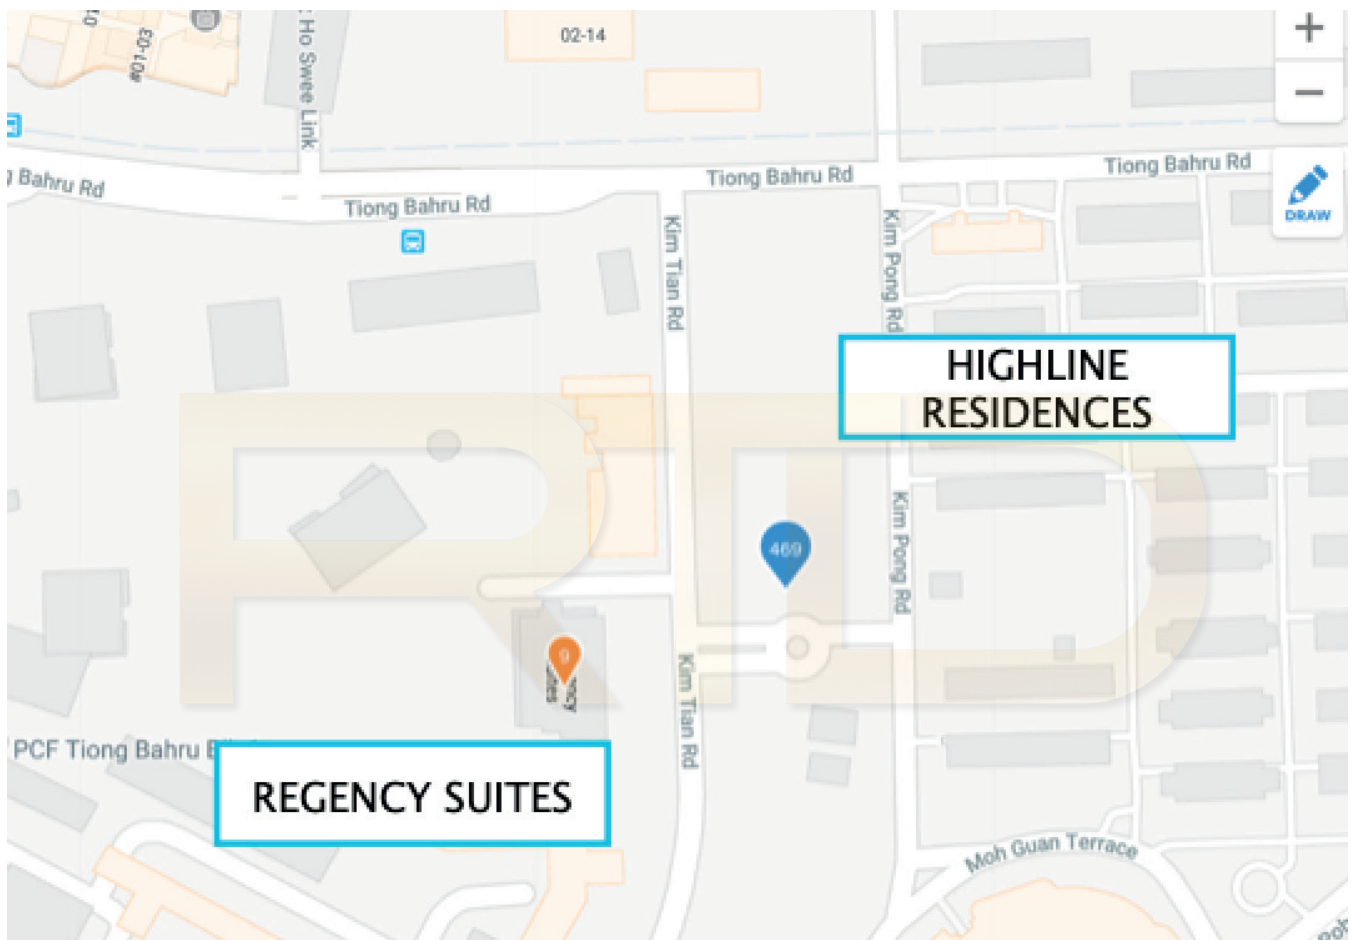 01
#01-03
Ho Swee Link
02-14
+
−
DRAW
Bahru Rd
Tiong Bahru Rd
Tiong Bahru Rd
Tiong Bahru Rd
Kim Tian Rd
Kim Pong Rd
HIGHLINE
RESIDENCES
RTD
469
Kim Pong Rd
9
Kim Tian Rd
PCF Tiong Bahru
REGENCY SUITES
Moh Guan Terrace